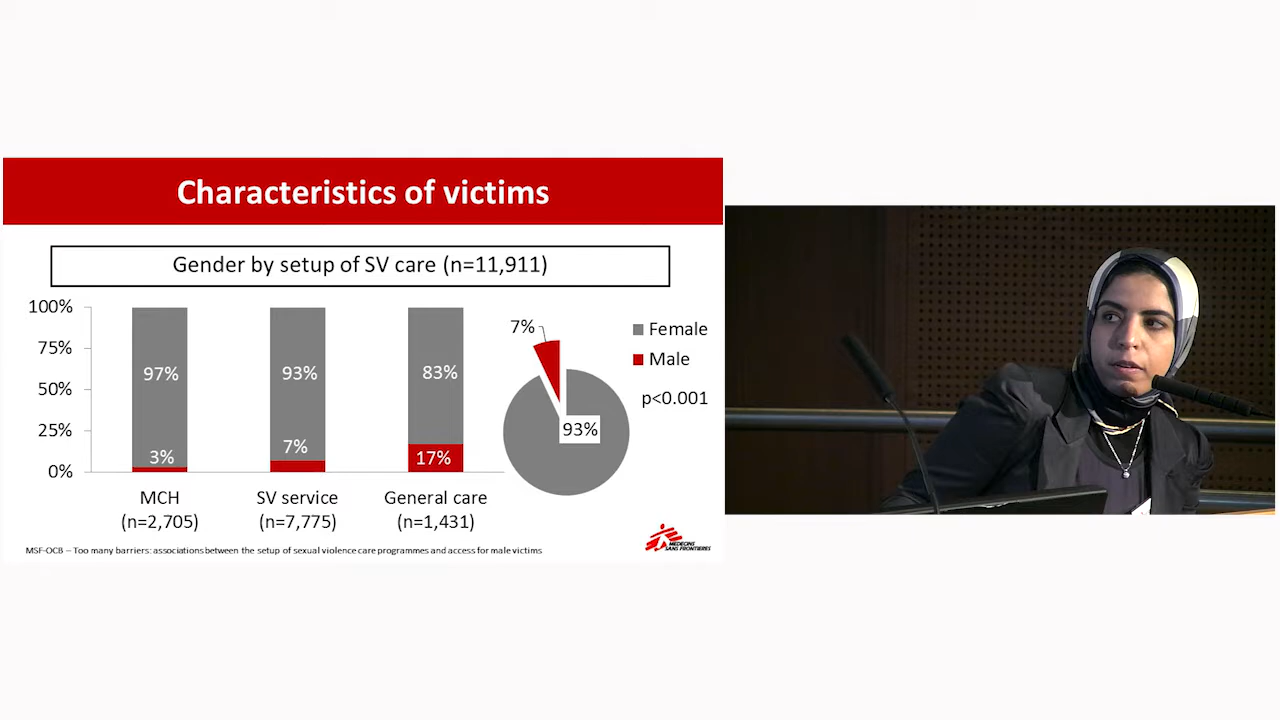 Characteristics of victims
Gender by setup of SV care (n=11,911)
100%
75%
50%
25%
0%
97%
3%
93%
7%
83%
17%
MCH
(n=2,705)
SV service
(n=7,775)
General care
(n=1,431)
7%
93%
Female
Male
p<0.001
MSF-OCB – Too many barriers: associations between the setup of sexual violence care programmes and access for male victims
MEDECINS
SANS FRONTIERES